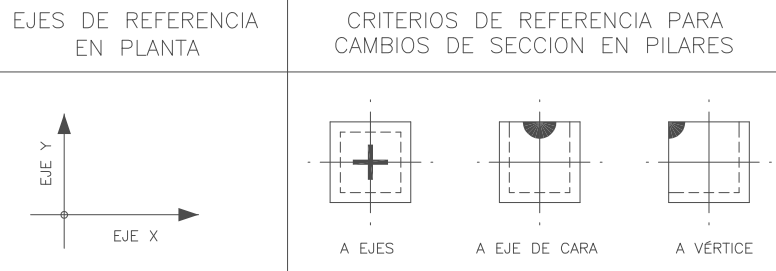 EJES DE REFERENCIA
EN PLANTA
CRITERIOS DE REFERENCIA PARA
CAMBIOS DE SECCION EN PILARES
EJE Y
EJE X
A EJES
A EJE DE CARA
A VÉRTICE